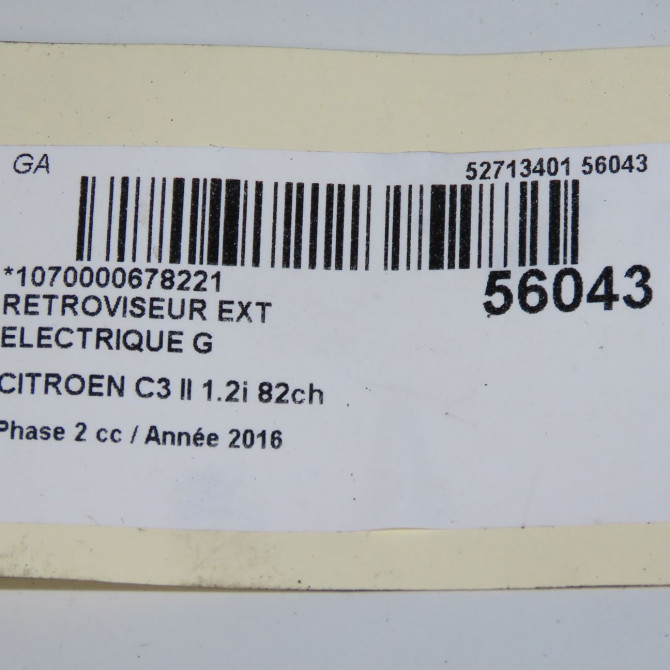 GA
52713401 56043
*1070000678221
56043
RETROVISEUR EXT
ELECTRIQUE G
CITROEN C3 II 1.2i 82ch
Phase 2 cc / Année 2016